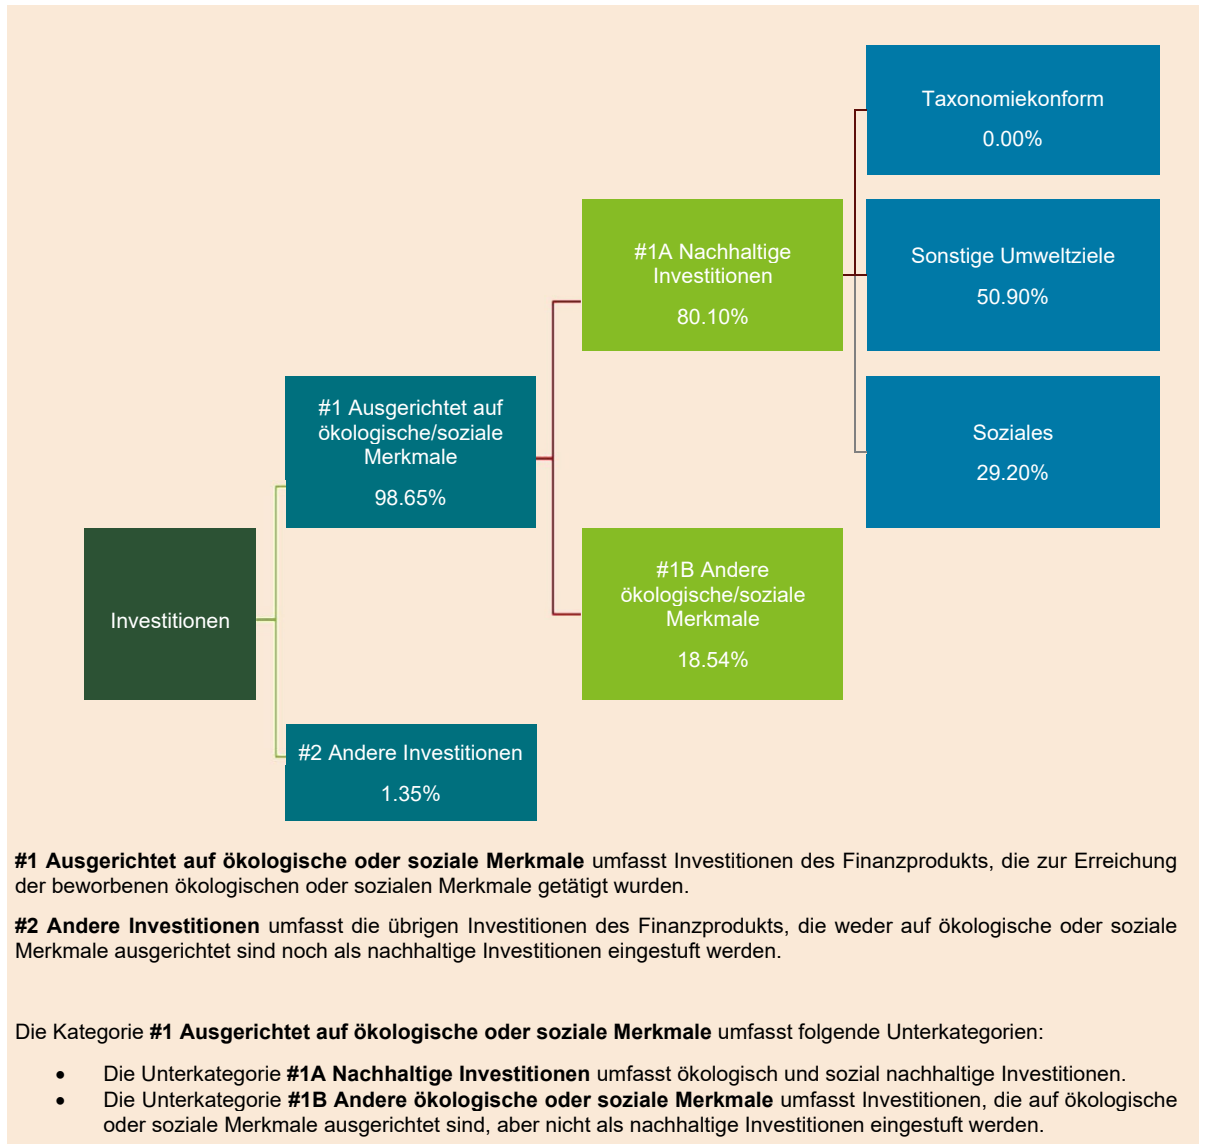 Taxonomiekonform
0.00%
#1A Nachhaltige
Investitionen
80.10%
Sonstige Umweltziele
50.90%
#1 Ausgerichtet auf
ökologische/soziale
Merkmale
98.65%
Soziales
29.20%
Investitionen
#1B Andere
ökologische/soziale
Merkmale
18.54%
#2 Andere Investitionen
1.35%
#1 Ausgerichtet auf ökologische oder soziale Merkmale umfasst Investitionen des Finanzprodukts, die zur Erreichung
der beworbenen ökologischen oder sozialen Merkmale getätigt wurden.
#2 Andere Investitionen umfasst die übrigen Investitionen des Finanzprodukts, die weder auf ökologische oder soziale
Merkmale ausgerichtet sind noch als nachhaltige Investitionen eingestuft werden.
Die Kategorie #1 Ausgerichtet auf ökologische oder soziale Merkmale umfasst folgende Unterkategorien:
• Die Unterkategorie #1A Nachhaltige Investitionen umfasst ökologisch und sozial nachhaltige Investitionen.
• Die Unterkategorie #1B Andere ökologische oder soziale Merkmale umfasst Investitionen, die auf ökologische
oder soziale Merkmale ausgerichtet sind, aber nicht als nachhaltige Investitionen eingestuft werden.